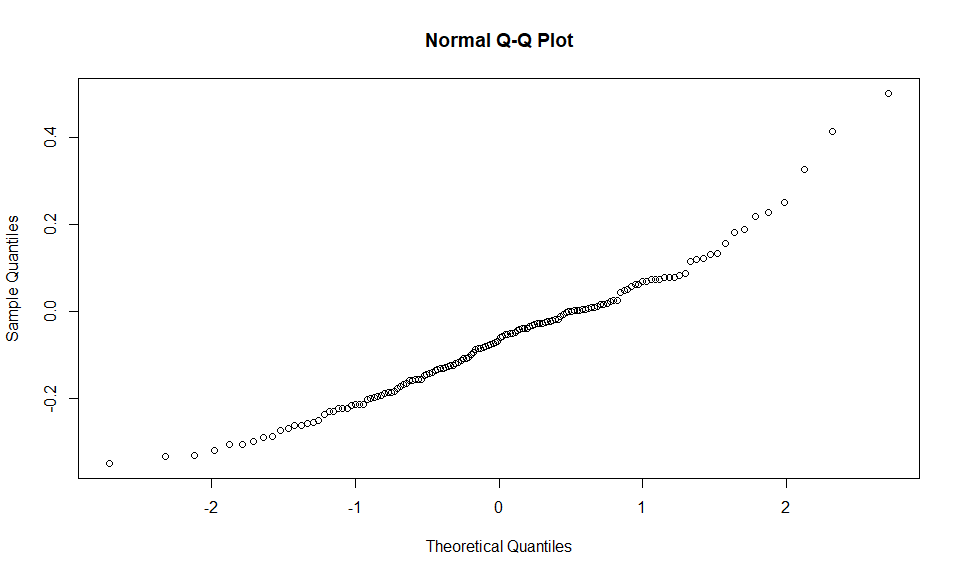 Normal Q-Q Plot
Sample Quantiles
0.4
0.2
0.0
-0.2
-2 -1 0 1 2
Theoretical Quantiles